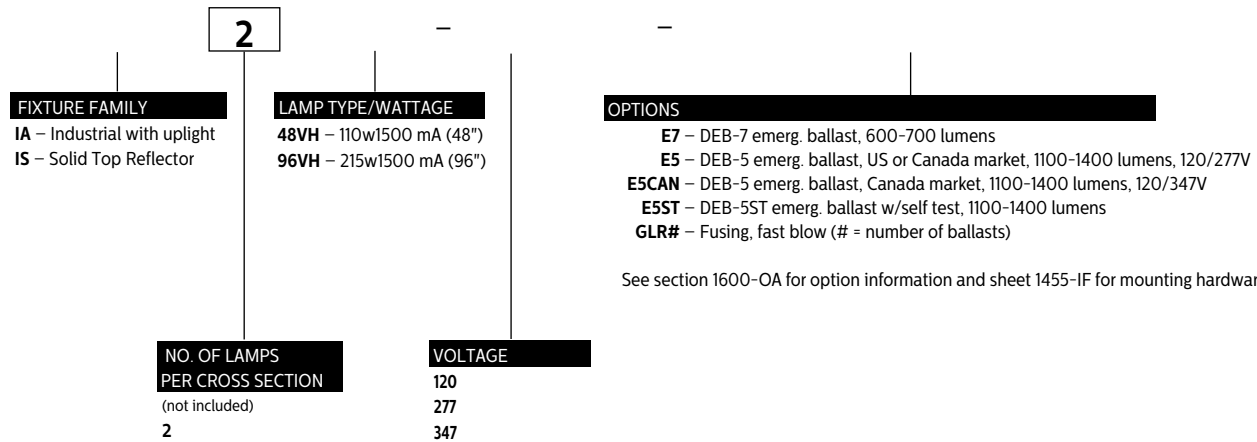 2 – –
FIXTURE FAMILY
IA – Industrial with uplight
IS – Solid Top Reflector
LAMP TYPE/WATTAGE
48VH – 110w1500 mA (48")
96VH – 215w1500 mA (96")
OPTIONS
E7 – DEB-7 emerg. ballast, 600-700 lumens
E5 – DEB-5 emerg. ballast, US or Canada market, 1100-1400 lumens, 120/277V
E5CAN – DEB-5 emerg. ballast, Canada market, 1100-1400 lumens, 120/347V
E5ST – DEB-5ST emerg. ballast w/self test, 1100-1400 lumens
GLR# – Fusing, fast blow (# = number of ballasts)
See section 1600-OA for option information and sheet 1455-IF for mounting hardwar
NO. OF LAMPS
PER CROSS SECTION
(not included)
2
VOLTAGE
120
277
347